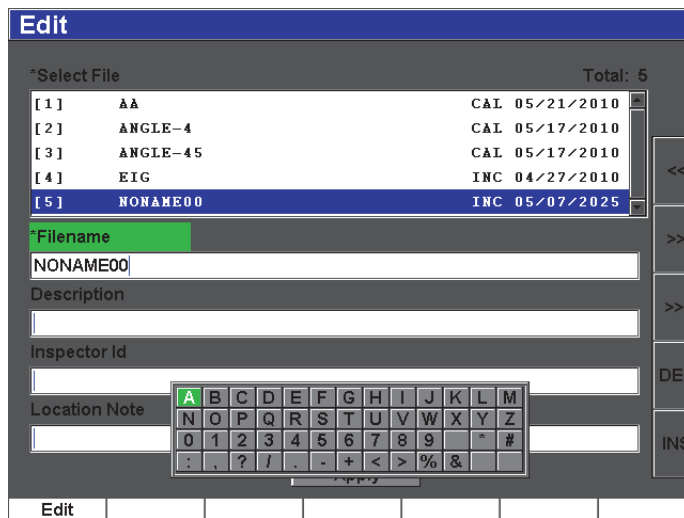 Edit
*Select File Total: 5
[1] AA CAL 05/21/2010
[2] ANGLE-4 CAL 05/17/2010
[3] ANGLE-45 CAL 05/17/2010
[4] EIG INC 04/27/2010
[5] NONAME00 INC 05/07/2025
<<
*Filename
>>
NONAME00
Description
>>
Inspector Id
DE
A B C D E F G H I J K L M
Location Note
N O P Q R S T U V W X Y Z
0 1 2 3 4 5 6 7 8 9 * #
INS
: , ? / . - + < > % &
Apply
Edit